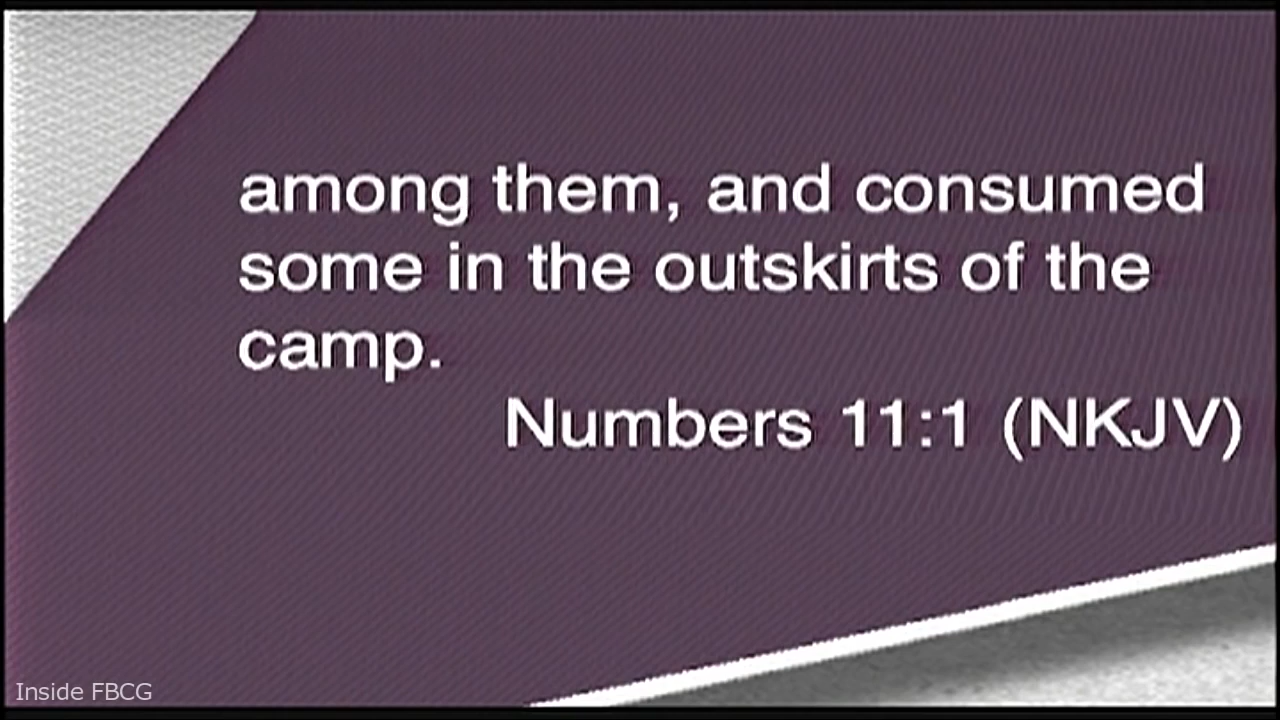 among them, and consumed
some in the outskirts of the
camp.
Numbers 11:1 (NKJV)
Inside FBCG